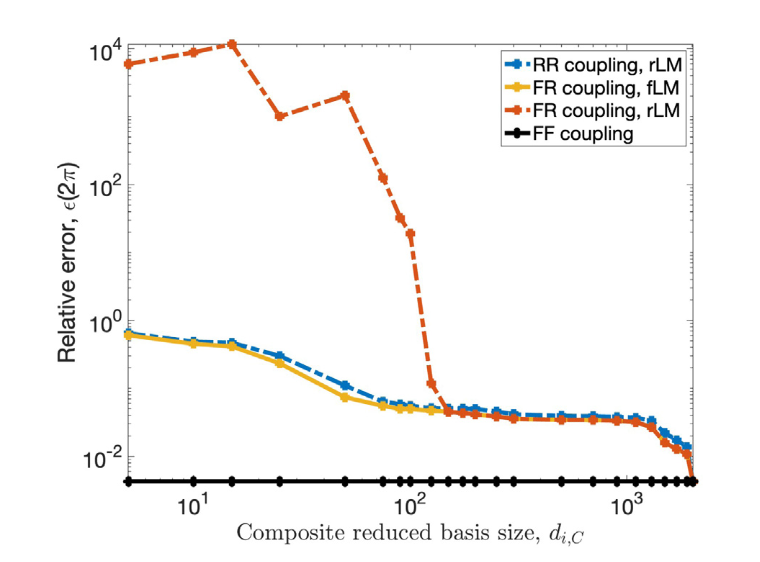 10^4
10^2
10^0
10^-2
Relative error, ϵ(2π)
RR coupling, rLM
FR coupling, fLM
FR coupling, rLM
FF coupling
10^1
10^2
10^3
Composite reduced basis size, d_{i,C}